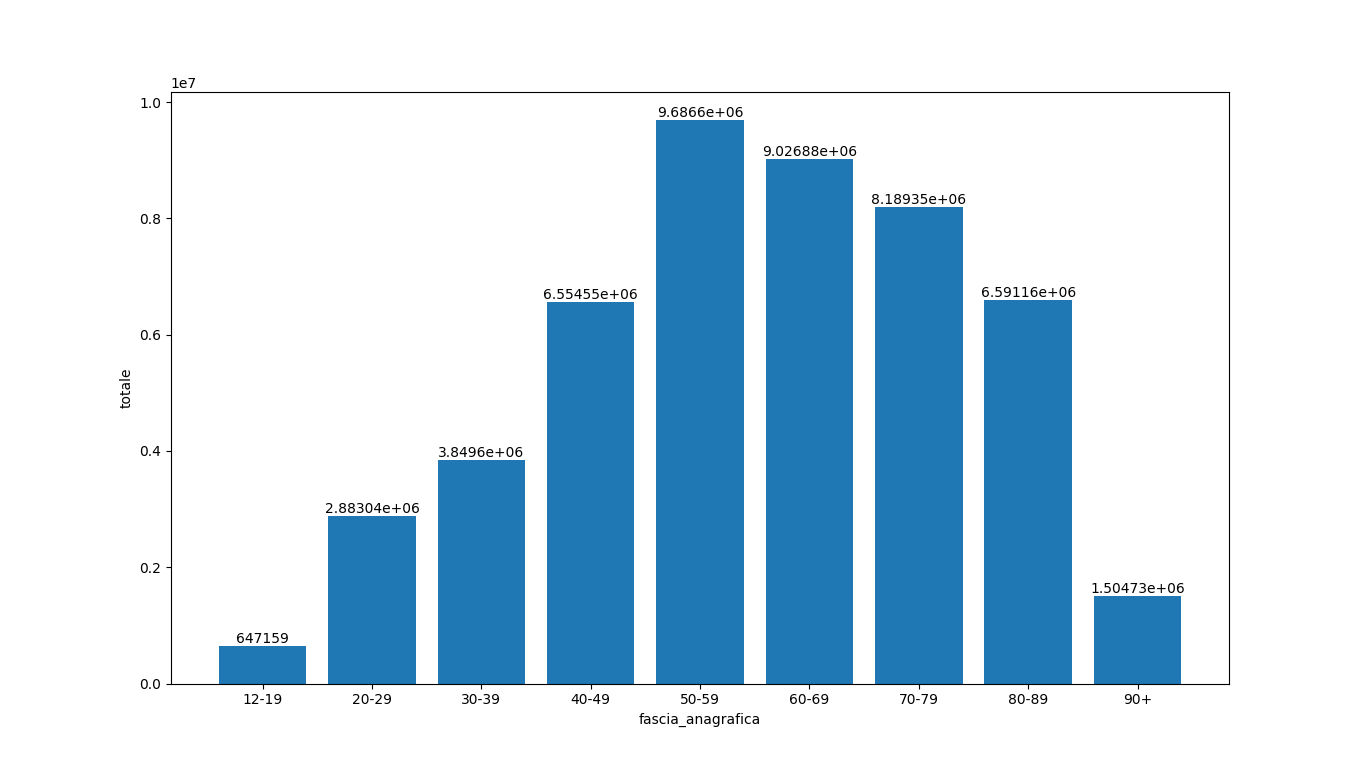 1e7
1.0
0.8
0.6
0.4
0.2
0.0
totale
647159
2.88304e+06
3.8496e+06
6.55455e+06
9.6866e+06
9.02688e+06
8.18935e+06
6.59116e+06
1.50473e+06
12-19 20-29 30-39 40-49 50-59 60-69 70-79 80-89 90+
fascia_anagrafica